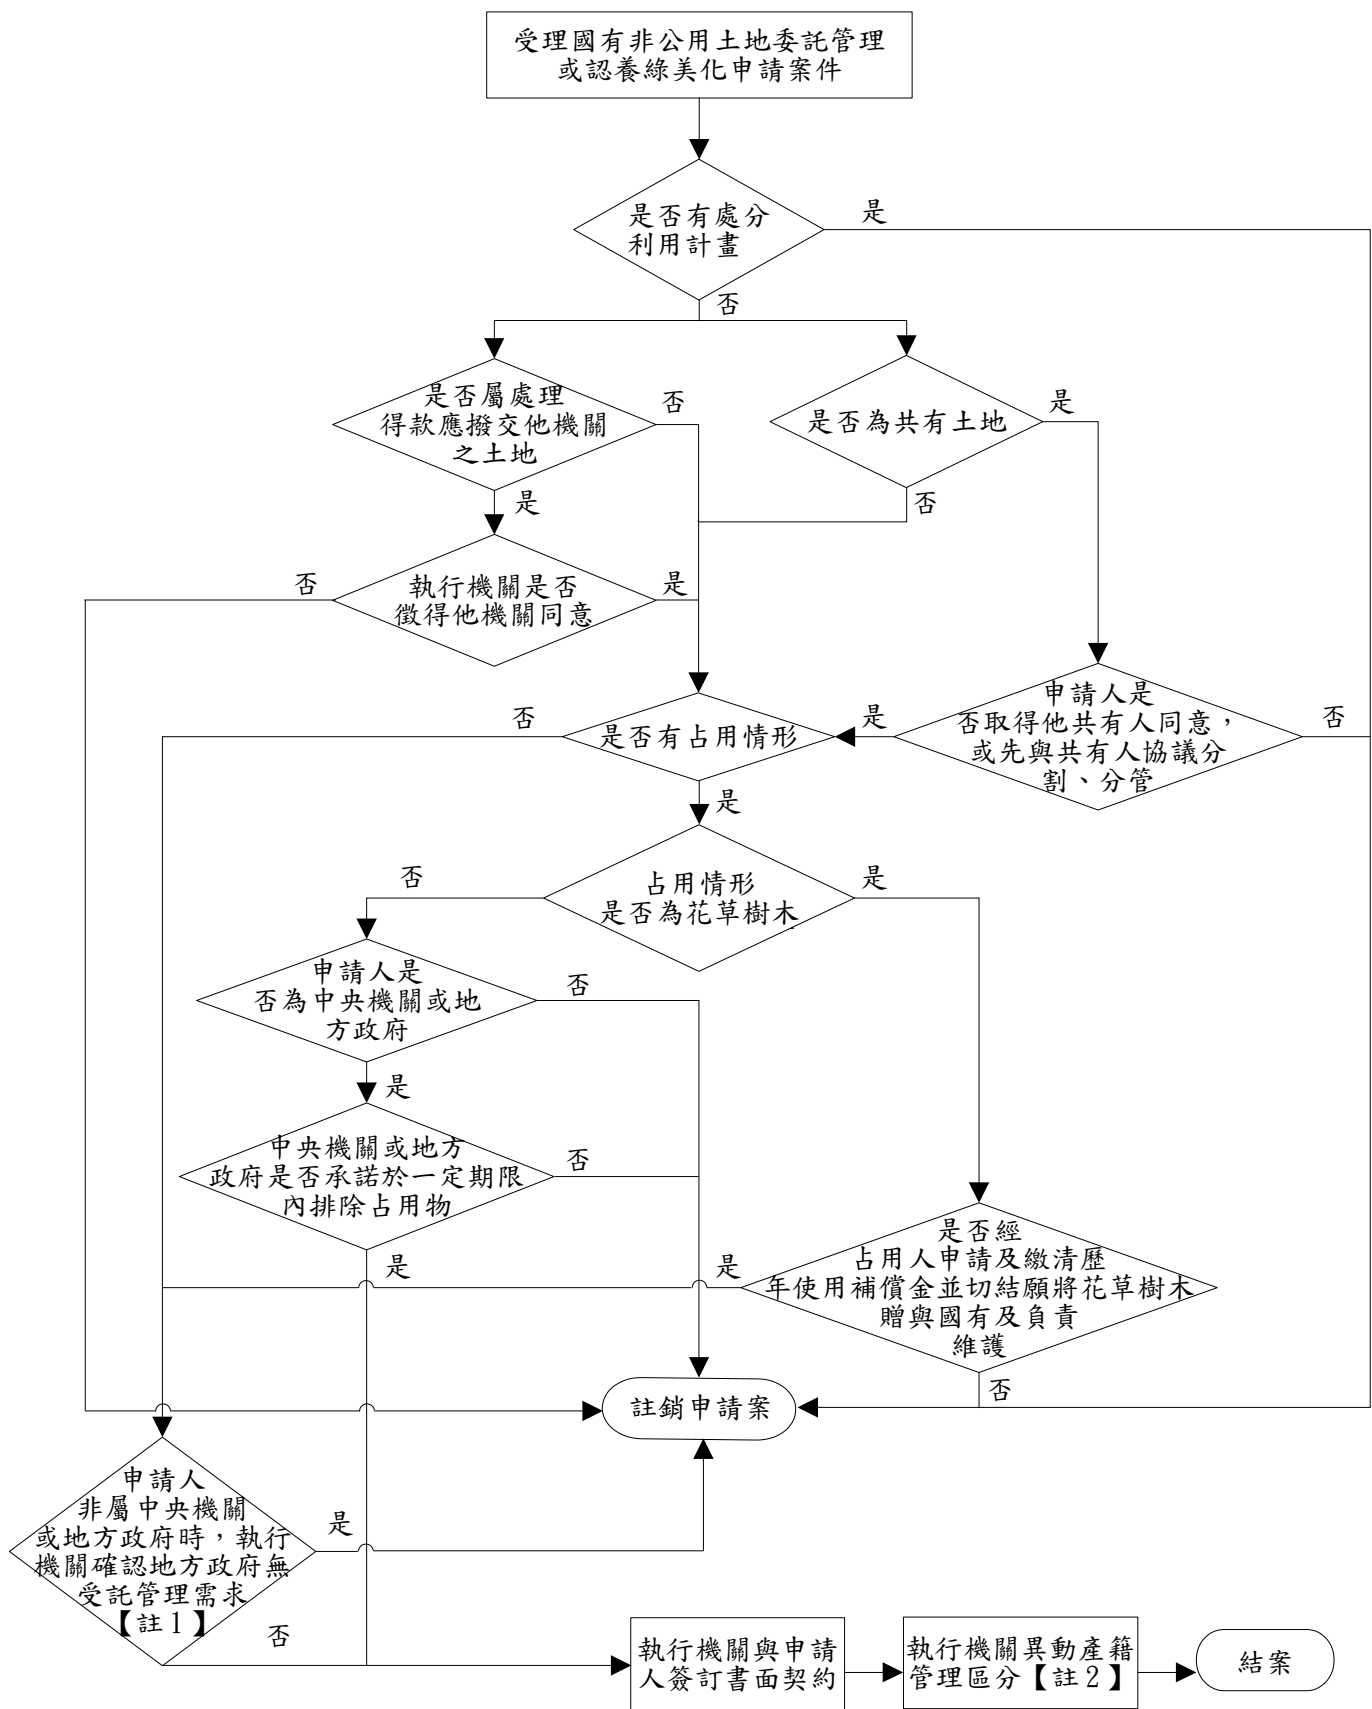 受理國有非公用土地委託管理
或認養綠美化申請案件
是否有處分
利用計畫
是
否
是否屬處理
得款應撥交他機關
之土地
否
是否為共有土地
是
是
否
執行機關是否
徵得他機關同意
否
是
申請人是
否取得他共有人同意，
或先與共有人協議分
割、分管
是
否
是否有占用情形
否
是
占用情形
是否為花草樹木
否
是
申請人是
否為中央機關或地
方政府
否
是
中央機關或地方
政府是否承諾於一定期限
內排除占用物
否
是
是否經
占用人申請及繳清歷
年使用補償金並切結願將花草樹木
贈與國有及負責
維護
是
否
註銷申請案
申請人
非屬中央機關
或地方政府時，執行
機關確認地方政府無
受託管理需求
【註1】
是
否
執行機關與申請
人簽訂書面契約
執行機關異動產籍
管理區分【註2】
結案